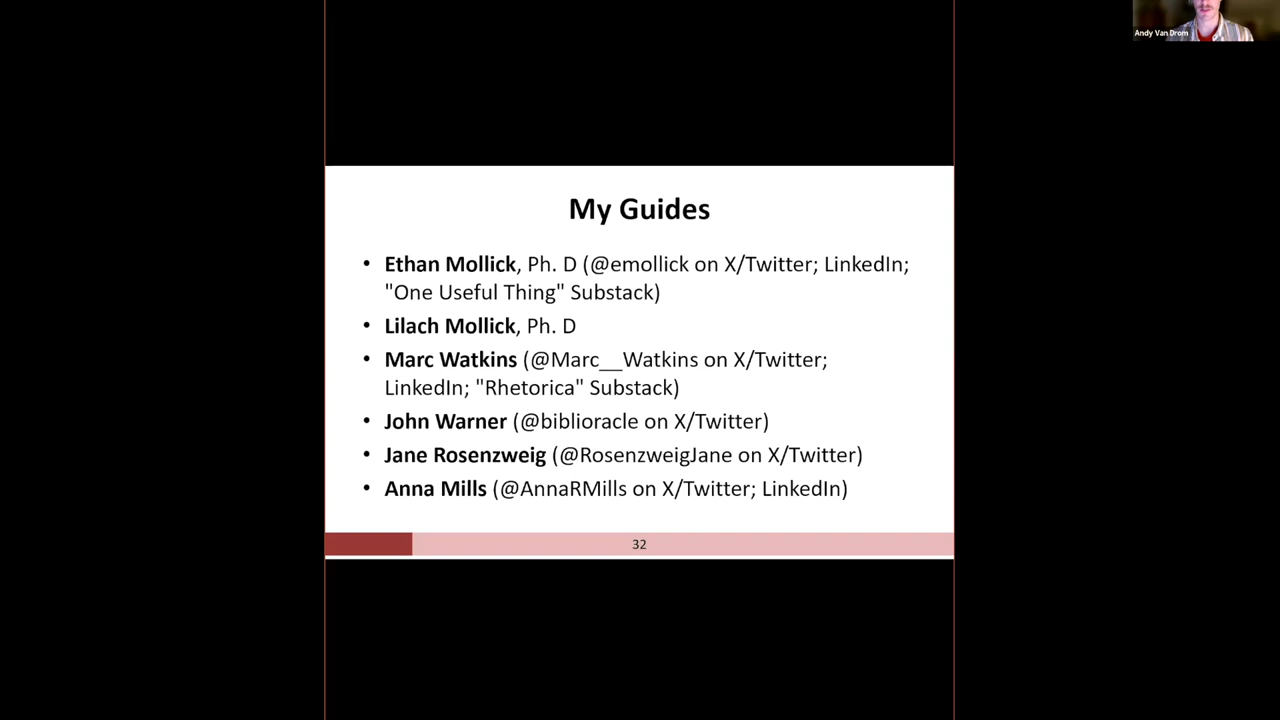 Andy Van Drom
My Guides
• Ethan Mollick, Ph. D (@emollick on X/Twitter; LinkedIn;
"One Useful Thing" Substack)
• Lilach Mollick, Ph. D
• Marc Watkins (@Marc__Watkins on X/Twitter;
LinkedIn; "Rhetorica" Substack)
• John Warner (@biblioracle on X/Twitter)
• Jane Rosenzweig (@RosenzweigJane on X/Twitter)
• Anna Mills (@AnnaRMills on X/Twitter; LinkedIn)
32